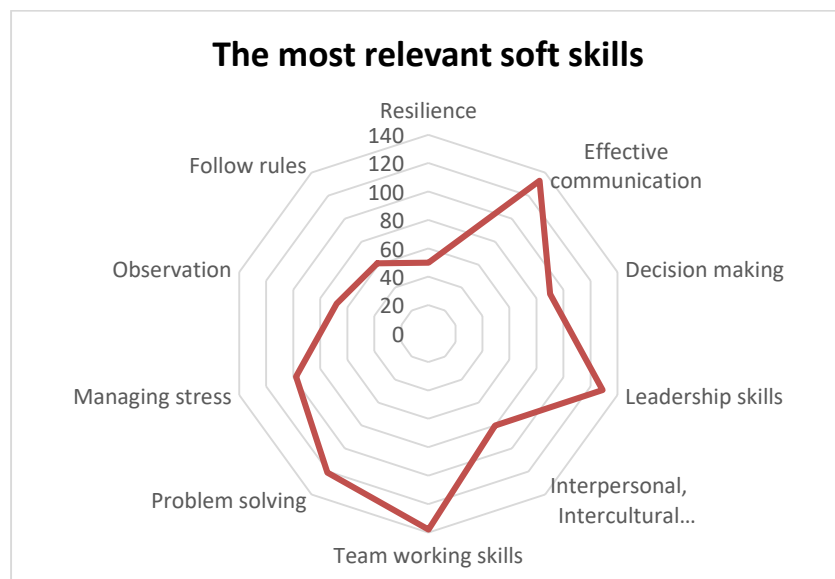 The most relevant soft skills
Resilience
Effective
communication
Decision making
Leadership skills
Interpersonal,
Intercultural...
Team working skills
Problem solving
Managing stress
Observation
Follow rules
140
120
100
80
60
40
20
0